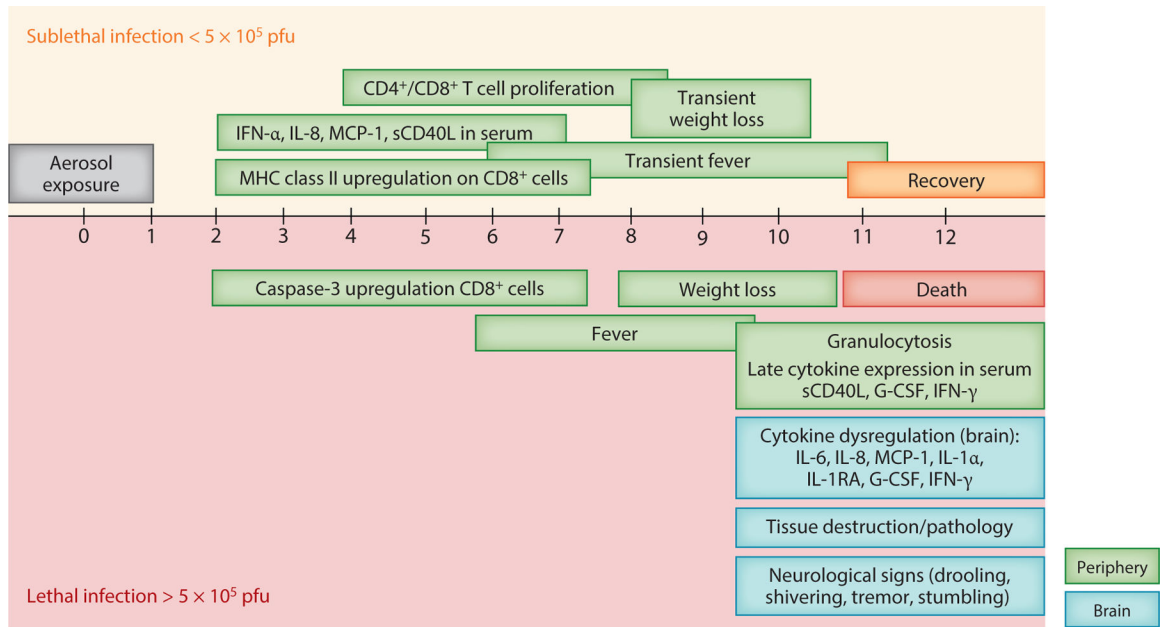 Sublethal infection < 5 × 10⁵ pfu
CD4⁺/CD8⁺ T cell proliferation
Transient
weight loss
IFN-α, IL-8, MCP-1, sCD40L in serum
Transient fever
Aerosol
exposure
MHC class II upregulation on CD8⁺ cells
Recovery
0 1 2 3 4 5 6 7 8 9 10 11 12
Caspase-3 upregulation CD8⁺ cells
Weight loss
Death
Fever
Granulocytosis
Late cytokine expression in serum
sCD40L, G-CSF, IFN-γ
Cytokine dysregulation (brain):
IL-6, IL-8, MCP-1, IL-1α,
IL-1RA, G-CSF, IFN-γ
Tissue destruction/pathology
Neurological signs (drooling,
shivering, tremor, stumbling)
Lethal infection > 5 × 10⁵ pfu
Periphery
Brain